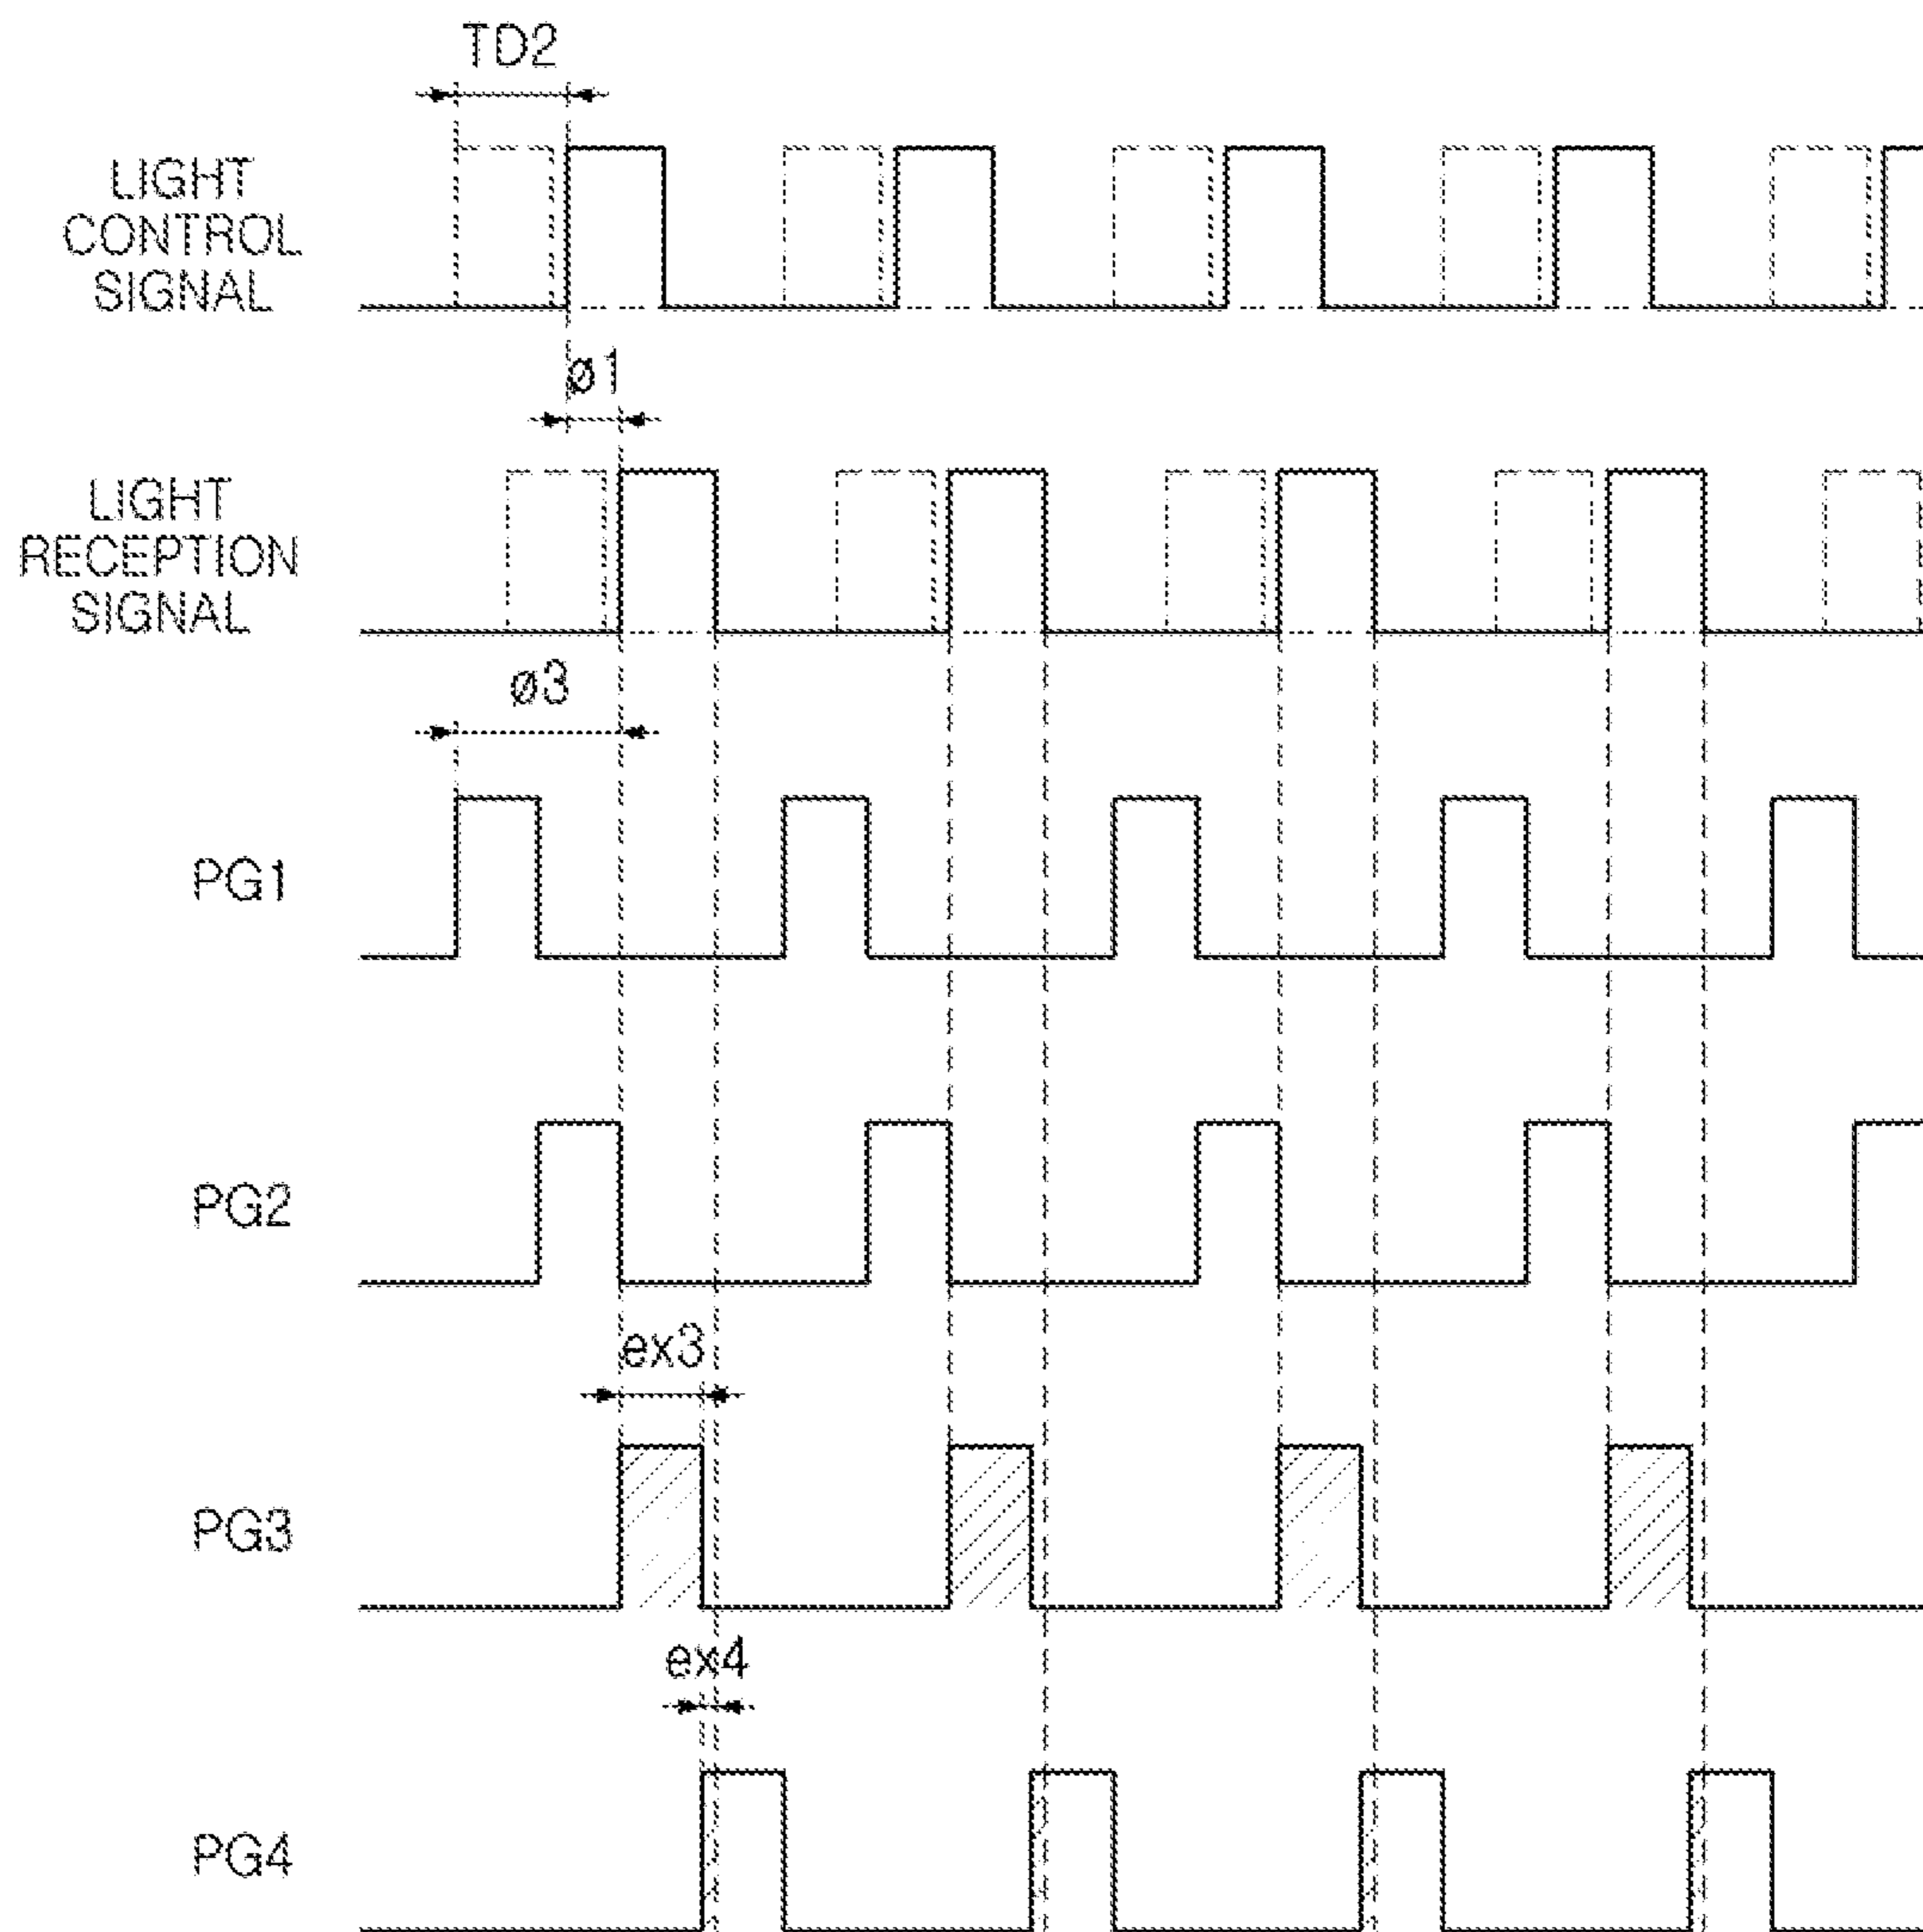 TD2
LIGHT
CONTROL
SIGNAL
ø1
LIGHT
RECEPTION
SIGNAL
ø3
PG1
PG2
ex3
PG3
ex4
PG4